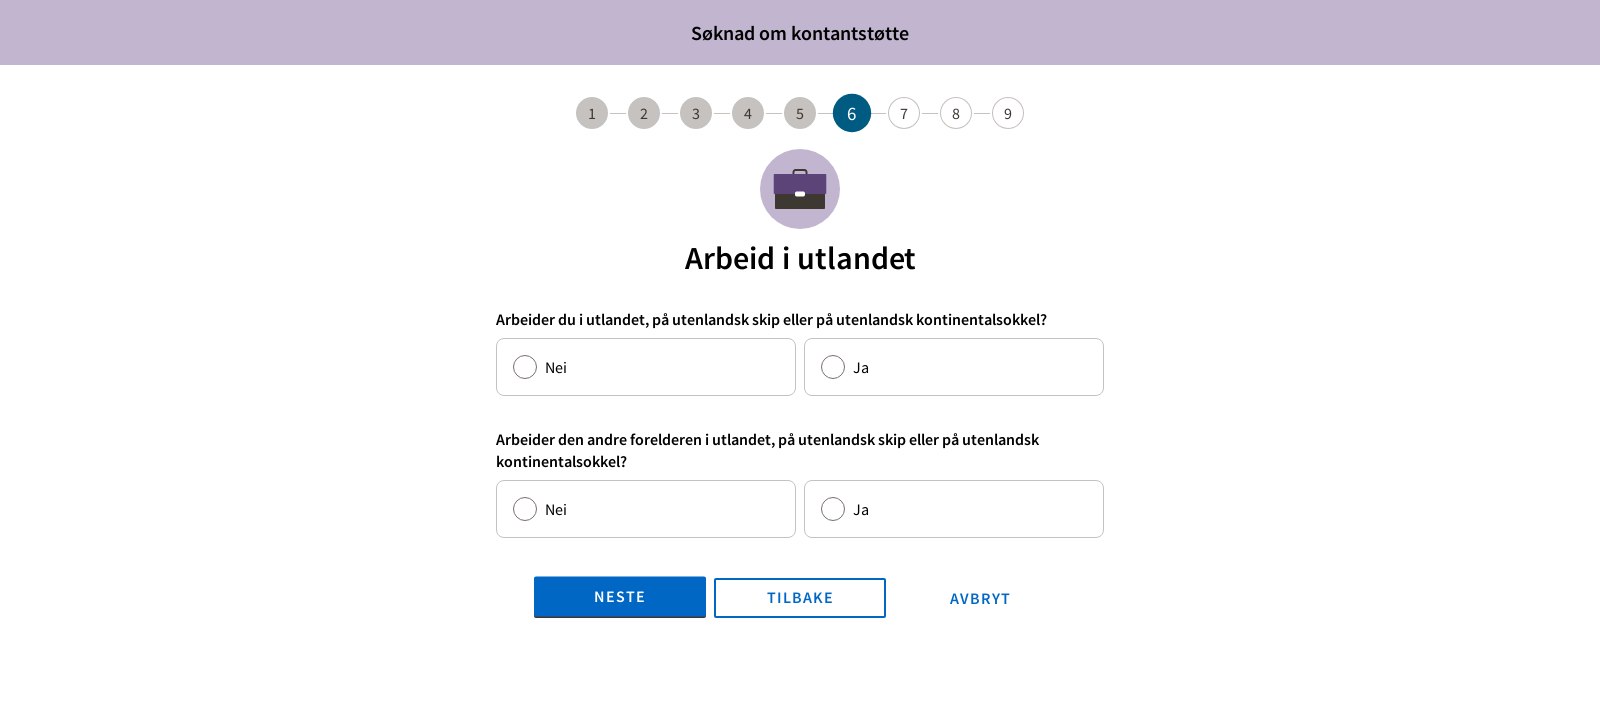 Søknad om kontantstøtte
1 2 3 4 5 6 7 8 9
Arbeid i utlandet
Arbeider du i utlandet, på utenlandsk skip eller på utenlandsk kontinentalsokkel?
Nei Ja
Arbeider den andre forelderen i utlandet, på utenlandsk skip eller på utenlandsk
kontinentalsokkel?
Nei Ja
NESTE TILBAKE AVBRYT